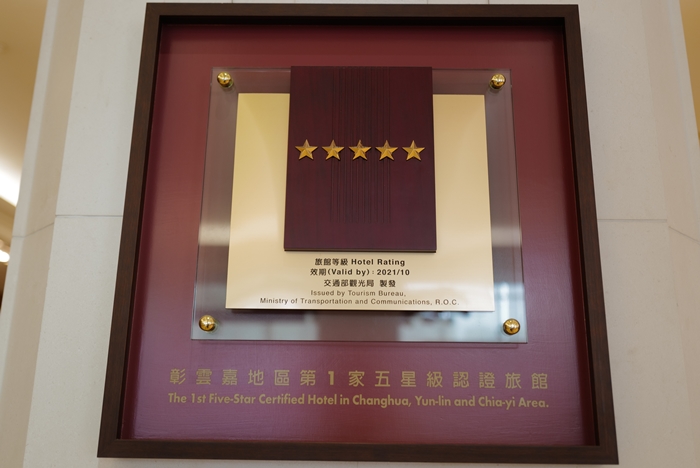 旅館等級 Hotel Rating
效期(Valid by)：2021/10
交通部觀光局 製發
Issued by Tourism Bureau,
Ministry of Transportation and Communications, R.O.C.
彰雲嘉地區第1家五星級認證旅館
The 1st Five-Star Certified Hotel in Changhua, Yun-lin and Chia-yi Area.